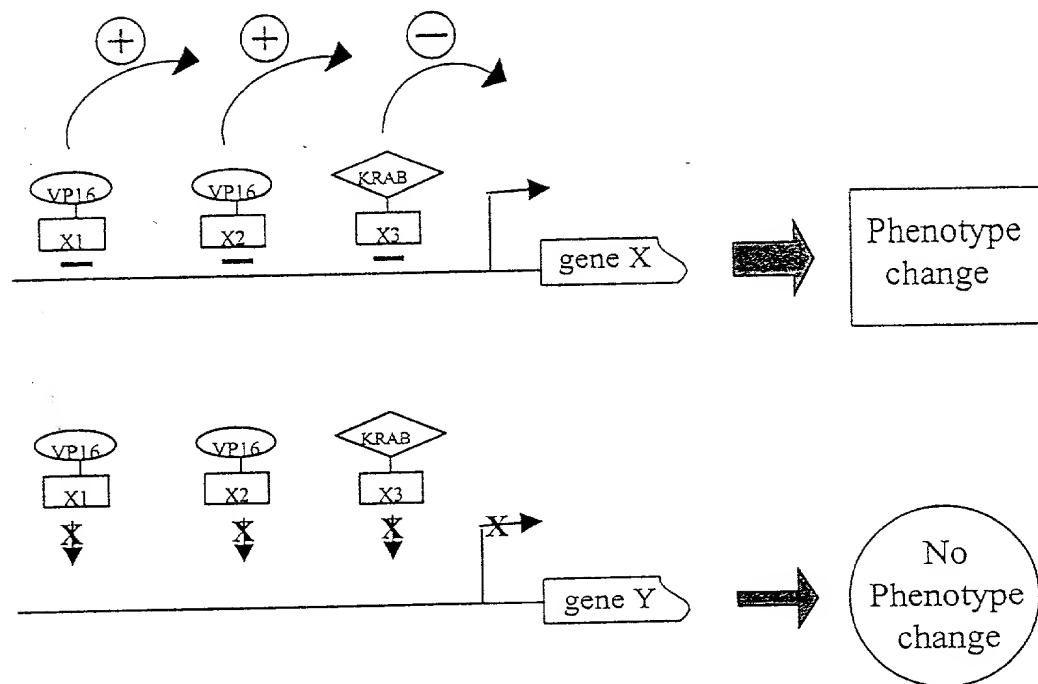 +
+
−
VP16
VP16
KRAB
X1
X2
X3
gene X
Phenotype
change
VP16
VP16
KRAB
X1
X2
X3
X
X
X
X
gene Y
No
Phenotype
change